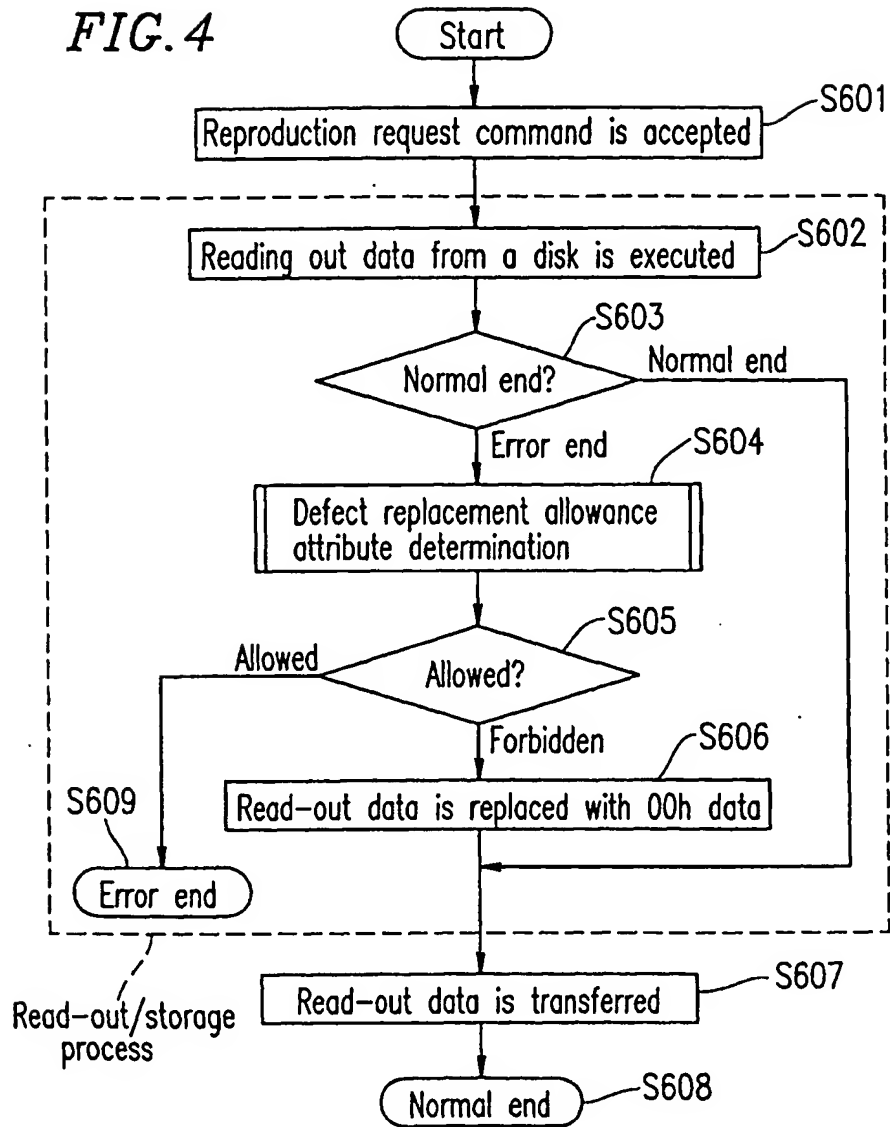 FIG. 4
Start
S601
Reproduction request command is accepted
S602
Reading out data from a disk is executed
S603
Normal end?
Normal end
Error end
S604
Defect replacement allowance
attribute determination
S605
Allowed
Allowed?
Forbidden
S606
Read-out data is replaced with 00h data
S609
Error end
S607
Read-out data is transferred
Read-out/storage
process
S608
Normal end